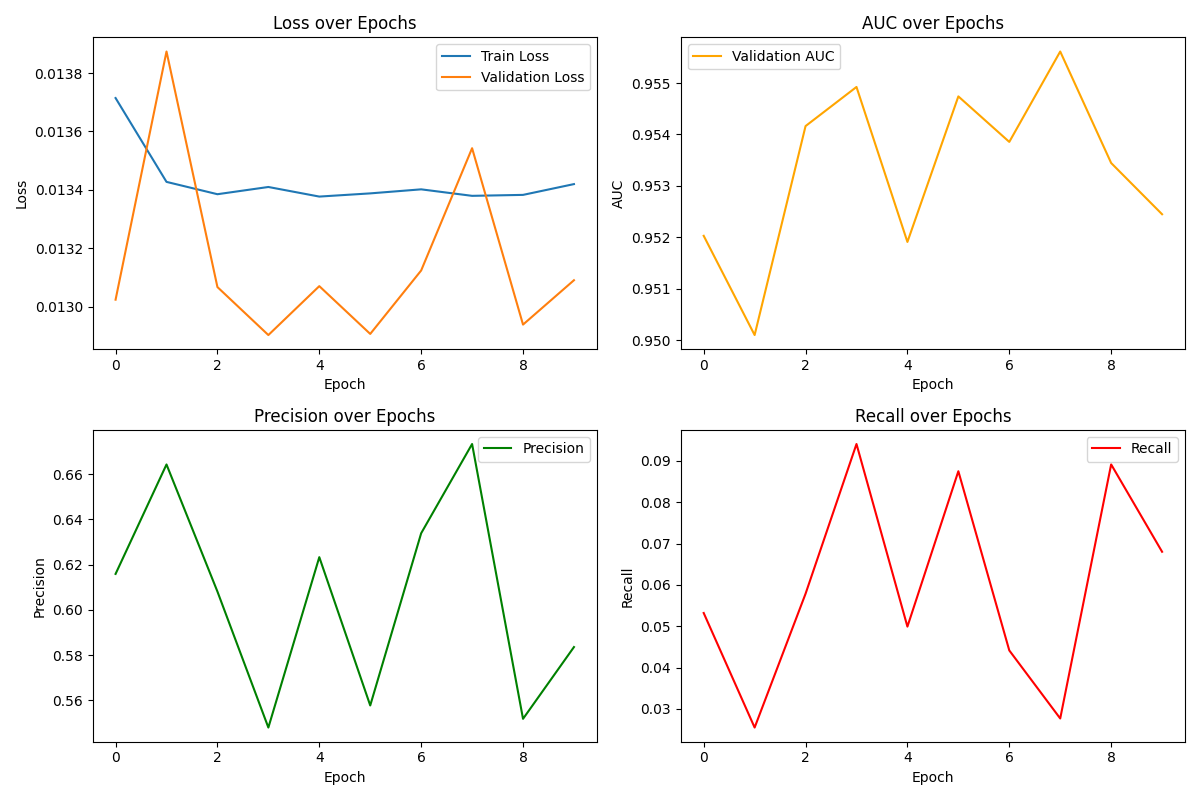 Loss over Epochs
Train Loss
Validation Loss
0.0138
0.0136
0.0134
0.0132
0.0130
Loss
0 2 4 6 8
Epoch
AUC over Epochs
Validation AUC
0.955
0.954
0.953
0.952
0.951
0.950
AUC
0 2 4 6 8
Epoch
Precision over Epochs
Precision
0.66
0.64
0.62
0.60
0.58
0.56
Precision
0 2 4 6 8
Epoch
Recall over Epochs
Recall
0.09
0.08
0.07
0.06
0.05
0.04
0.03
Recall
0 2 4 6 8
Epoch